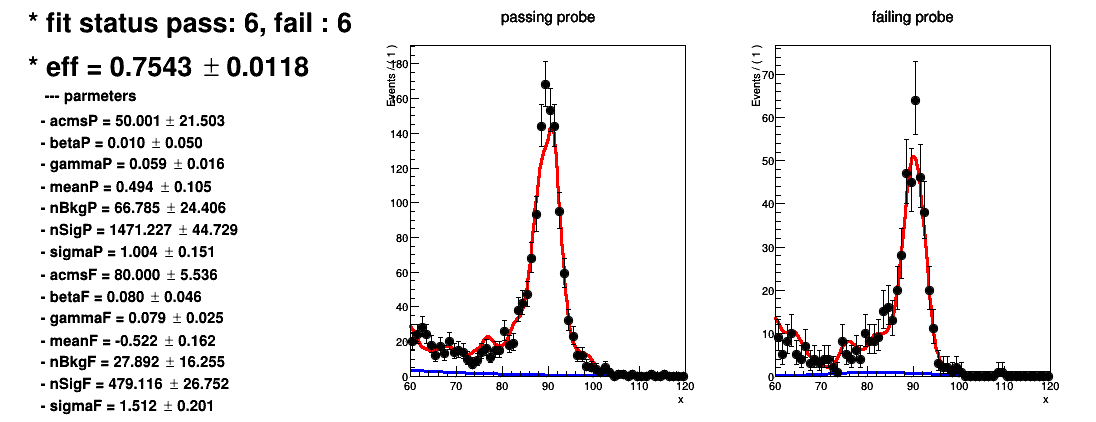 * fit status pass: 6, fail : 6
* eff = 0.7543 ± 0.0118
--- parmeters
- acmsP = 50.001 ± 21.503
- betaP = 0.010 ± 0.050
- gammaP = 0.059 ± 0.016
- meanP = 0.494 ± 0.105
- nBkgP = 66.785 ± 24.406
- nSigP = 1471.227 ± 44.729
- sigmaP = 1.004 ± 0.151
- acmsF = 80.000 ± 5.536
- betaF = 0.080 ± 0.046
- gammaF = 0.079 ± 0.025
- meanF = -0.522 ± 0.162
- nBkgF = 27.892 ± 16.255
- nSigF = 479.116 ± 26.752
- sigmaF = 1.512 ± 0.201
passing probe
Events / ( 1 )
180
160
140
120
100
80
60
40
20
0
60 70 80 90 100 110 120
x
failing probe
Events / ( 1 )
70
60
50
40
30
20
10
0
60 70 80 90 100 110 120
x